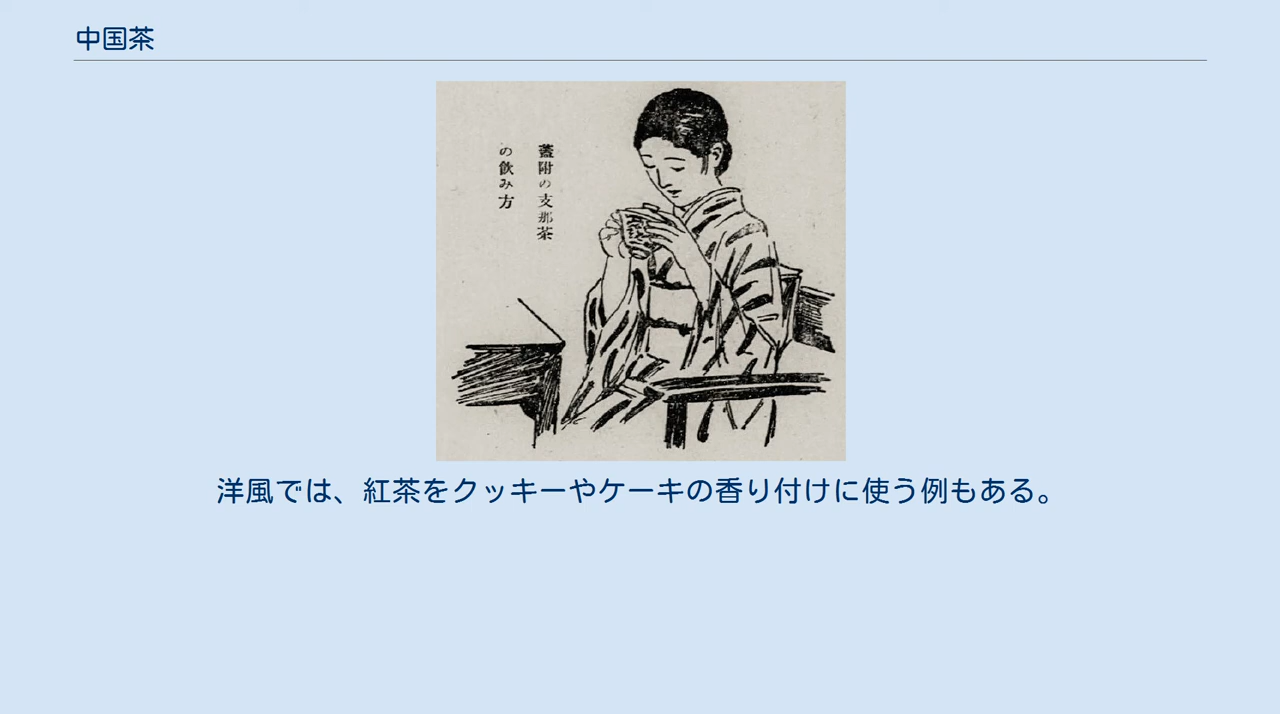 中国茶
蓋附の支那茶
の飲み方
洋風では、紅茶をクッキーやケーキの香り付けに使う例もある。